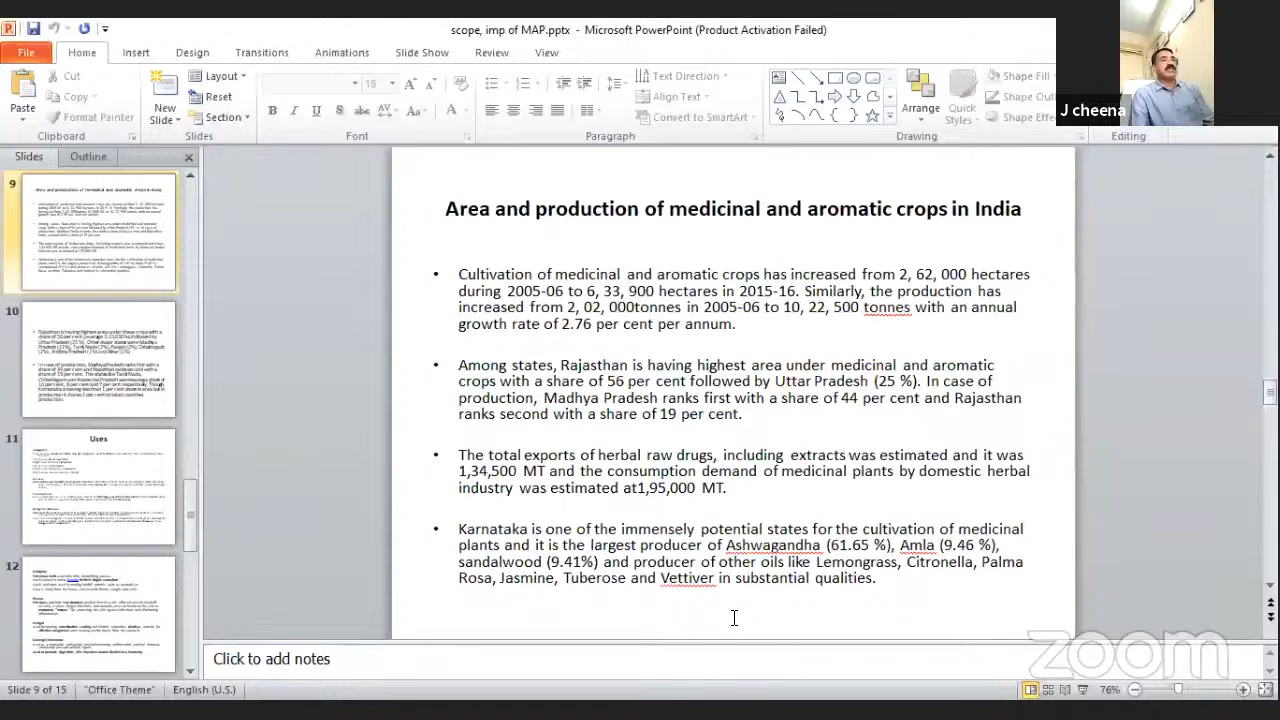 scope, imp of MAP.pptx - Microsoft PowerPoint (Product Activation Failed)
File Home Insert Design Transitions Animations Slide Show Review View
Paste Cut Copy Format Painter
New Slide Layout Reset Section
18
Text Direction Align Text Convert to SmartArt
Arrange Quick Styles Shape Fill
Clipboard Slides Font Paragraph Drawing Editing
J cheena
Slides Outline
9
10
11
Uses
12
Area and production of medicinal and aromatic crops in India
• Cultivation of medicinal and aromatic crops has increased from 2, 62, 000 hectares
during 2005-06 to 6, 33, 900 hectares in 2015-16. Similarly, the production has
increased from 2, 02, 000tonnes in 2005-06 to 10, 22, 500 tonnes with an annual
growth rate of 2.76 per cent per annum.
• Among states, Rajasthan is having highest area under medicinal and aromatic
crops with a share of 56 per cent followed by Uttar Pradesh (25 %). In case of
production, Madhya Pradesh ranks first with a share of 44 per cent and Rajasthan
ranks second with a share of 19 per cent.
• The total exports of herbal raw drugs, including extracts was estimated and it was
1,34,500 MT and the consumption demand of medicinal plants by domestic herbal
industry was estimated at1,95,000 MT.
• Karnataka is one of the immensely potential states for the cultivation of medicinal
plants and it is the largest producer of Ashwagandha (61.65 %), Amla (9.46 %),
sandalwood (9.41%) and producer of others like Lemongrass, Citronella, Palma
Rosa, Jasmine, Tuberose and Vettiver in substantial quantities.
Click to add notes
zoom
Slide 9 of 15 "Office Theme" English (U.S.) 76%